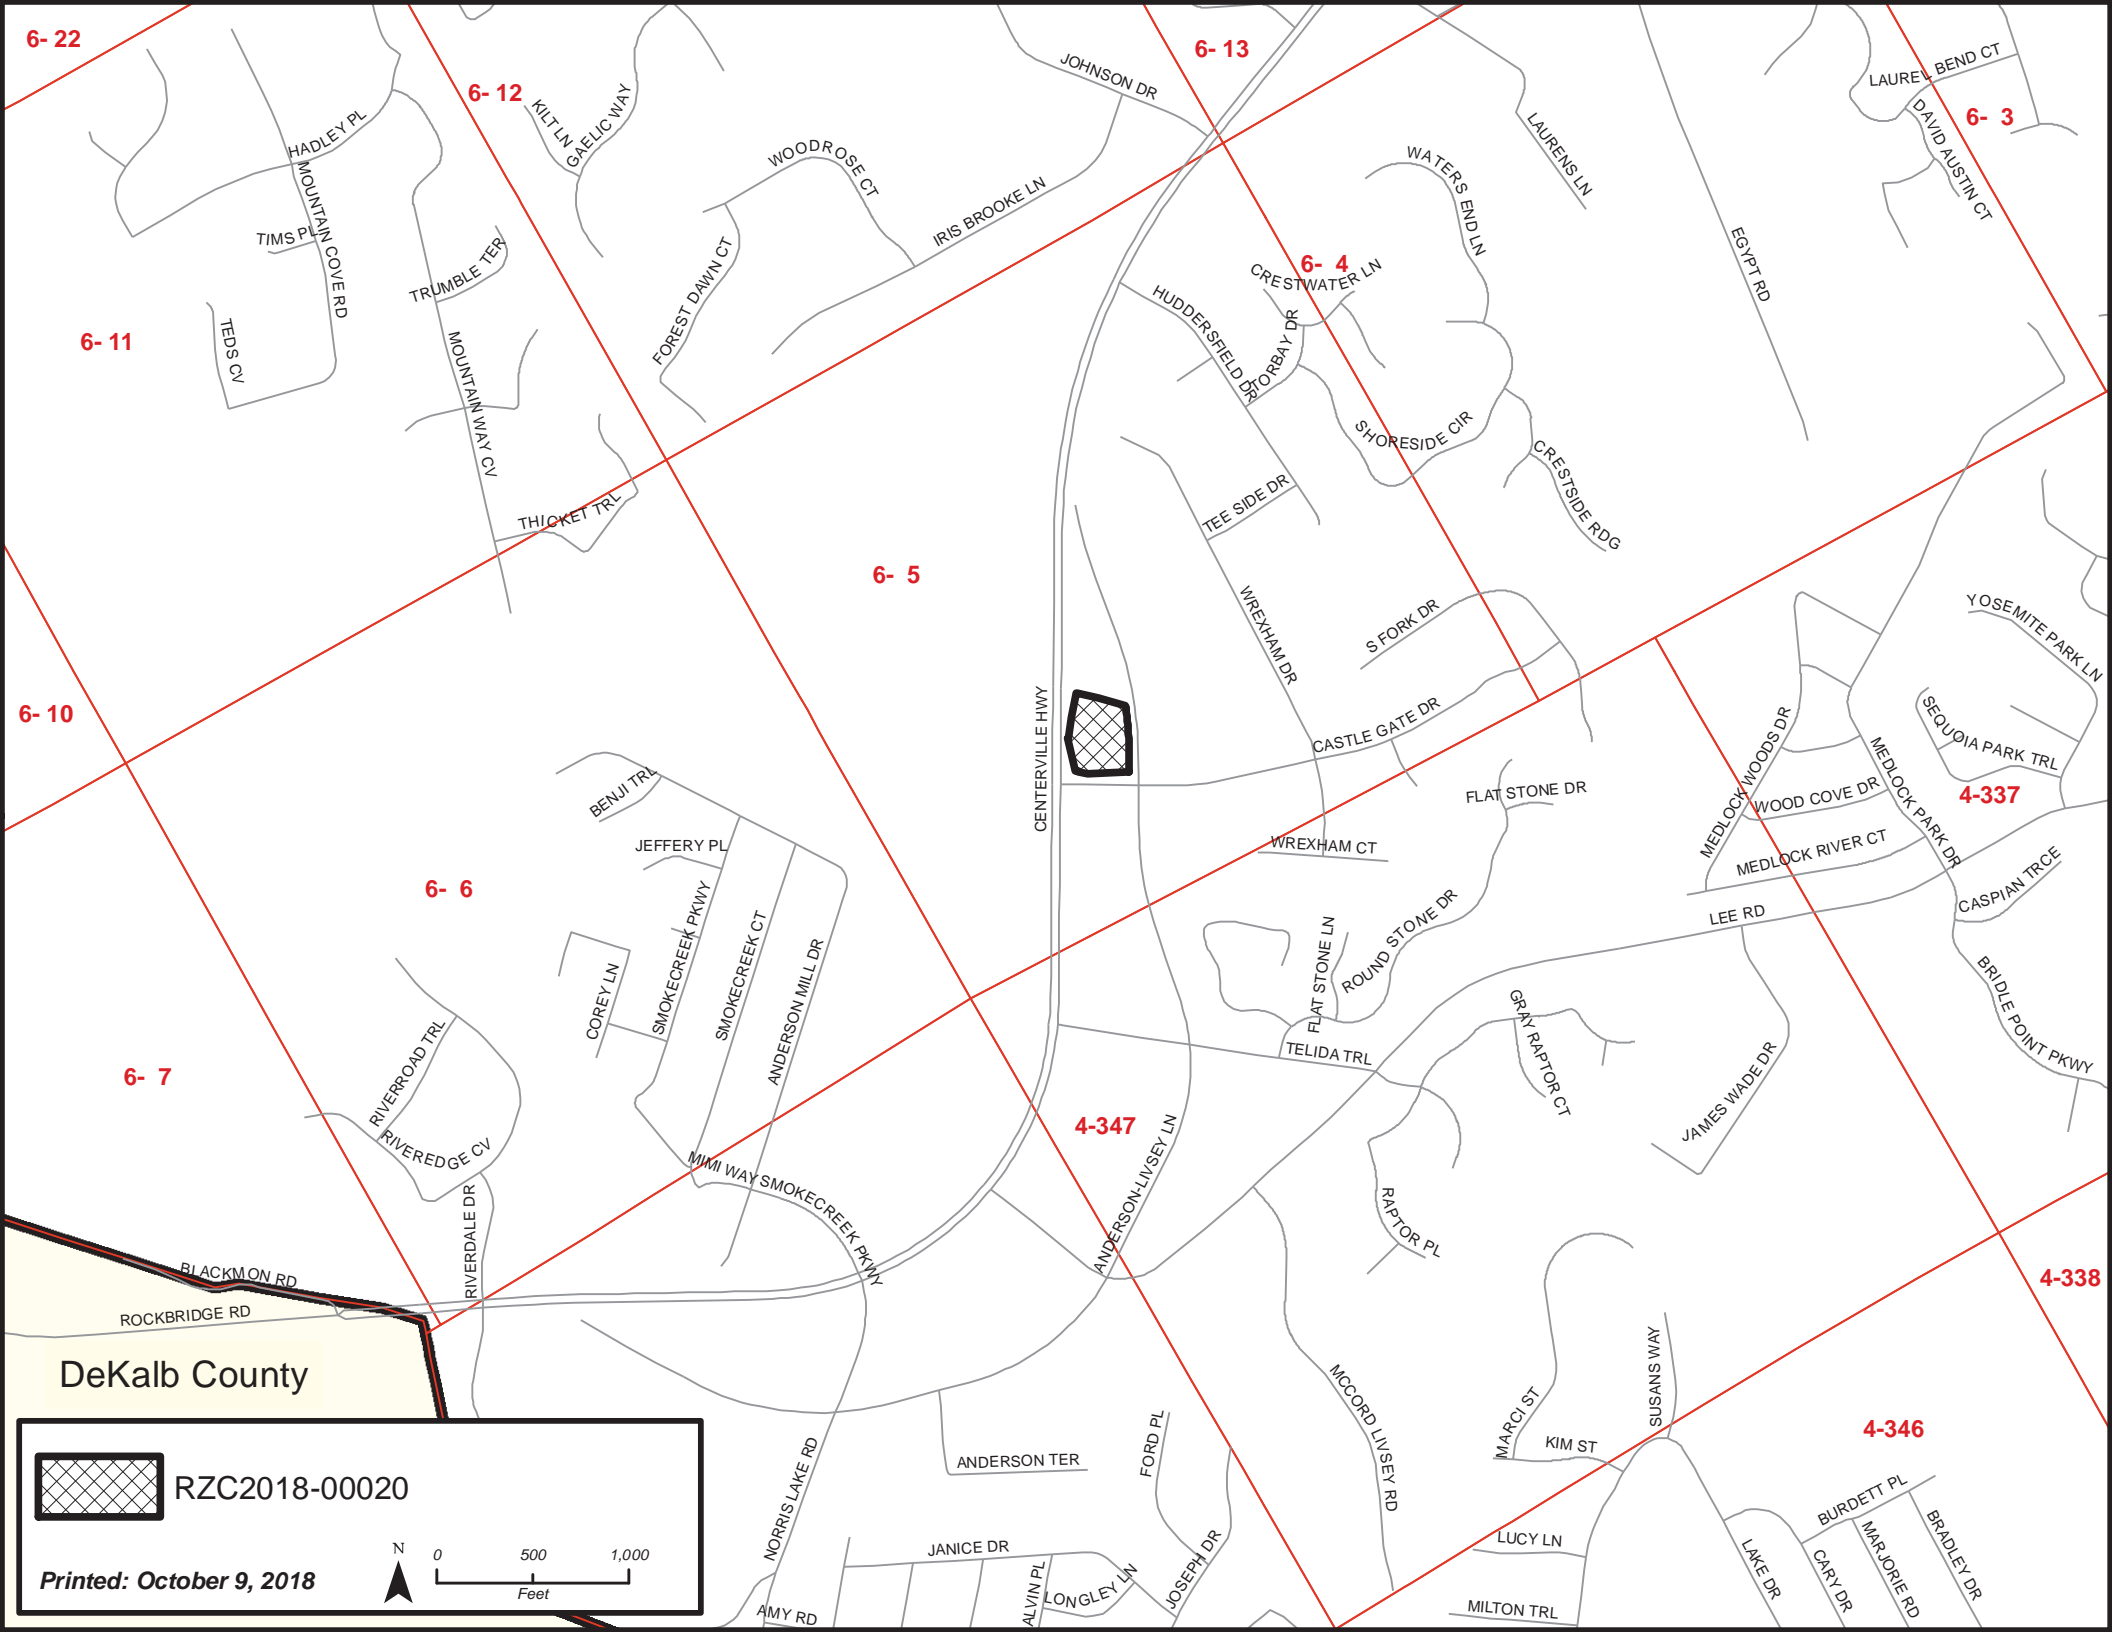 6- 22
6- 12
6- 13
6- 3
6- 11
6- 4
6- 5
6- 10
6- 6
6- 7
4-337
4-347
4-338
4-346
JOHNSON DR
LAUREL BEND CT
DAVID AUSTIN CT
KILT LN
GAELIC WAY
HADLEY PL
MOUNTAIN COVE RD
WOODROSE CT
IRIS BROOKE LN
LAURENS LN
WATERS END LN
EGYPT RD
TIMS PL
TRUMBLE TER
FOREST DAWN CT
CRESTWATER LN
HUDDERSFIELD DR
TORBAY DR
TEDS CV
MOUNTAIN WAY CV
SHORESIDE CIR
CRESTSIDE RDG
THICKET TRL
TEE SIDE DR
WREXHAM DR
S FORK DR
YOSEMITE PARK LN
SEQUOIA PARK TRL
CENTERVILLE HWY
CASTLE GATE DR
MEDLOCK WOODS DR
MEDLOCK PARK DR
WOOD COVE DR
MEDLOCK RIVER CT
BENJI TRL
JEFFERY PL
FLAT STONE DR
WREXHAM CT
CASPIAN TRCE
LEE RD
SMOKECREEK PKWY
SMOKECREEK CT
ANDERSON MILL DR
COREY LN
FLAT STONE LN
ROUND STONE DR
BRIDLE POINT PKWY
GRAY RAPTOR CT
RIVERROAD TRL
TELIDA TRL
JAMES WADE DR
RIVEREDGE CV
MIMI WAY
SMOKECREEK PKWY
ANDERSON-LIVSEY LN
RAPTOR PL
RIVERDALE DR
BLACKMON RD
ROCKBRIDGE RD
DeKalb County
MCCORD LIVSEY RD
MARCI ST
SUSANS WAY
KIM ST
FORD PL
ANDERSON TER
NORRIS LAKE RD
BURDETT PL
BRADLEY DR
MARJORIE RD
CARY DR
LAKE DR
LUCY LN
MILTON TRL
JANICE DR
ALVIN PL
LONGLEY LN
JOSEPH DR
AMY RD
RZC2018-00020
Printed: October 9, 2018
N
0 500 1,000
Feet